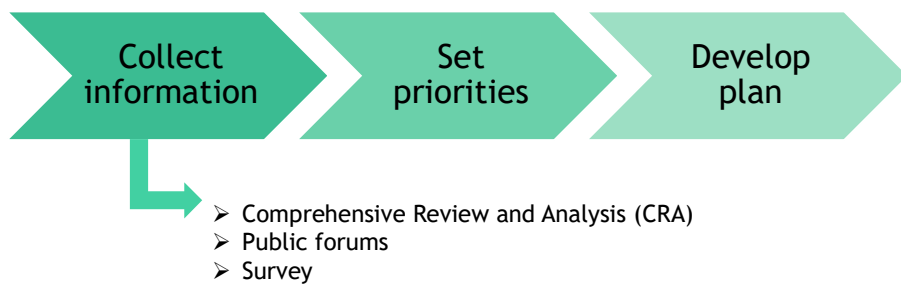 Collect
information
Set
priorities
Develop
plan
➢ Comprehensive Review and Analysis (CRA)
➢ Public forums
➢ Survey